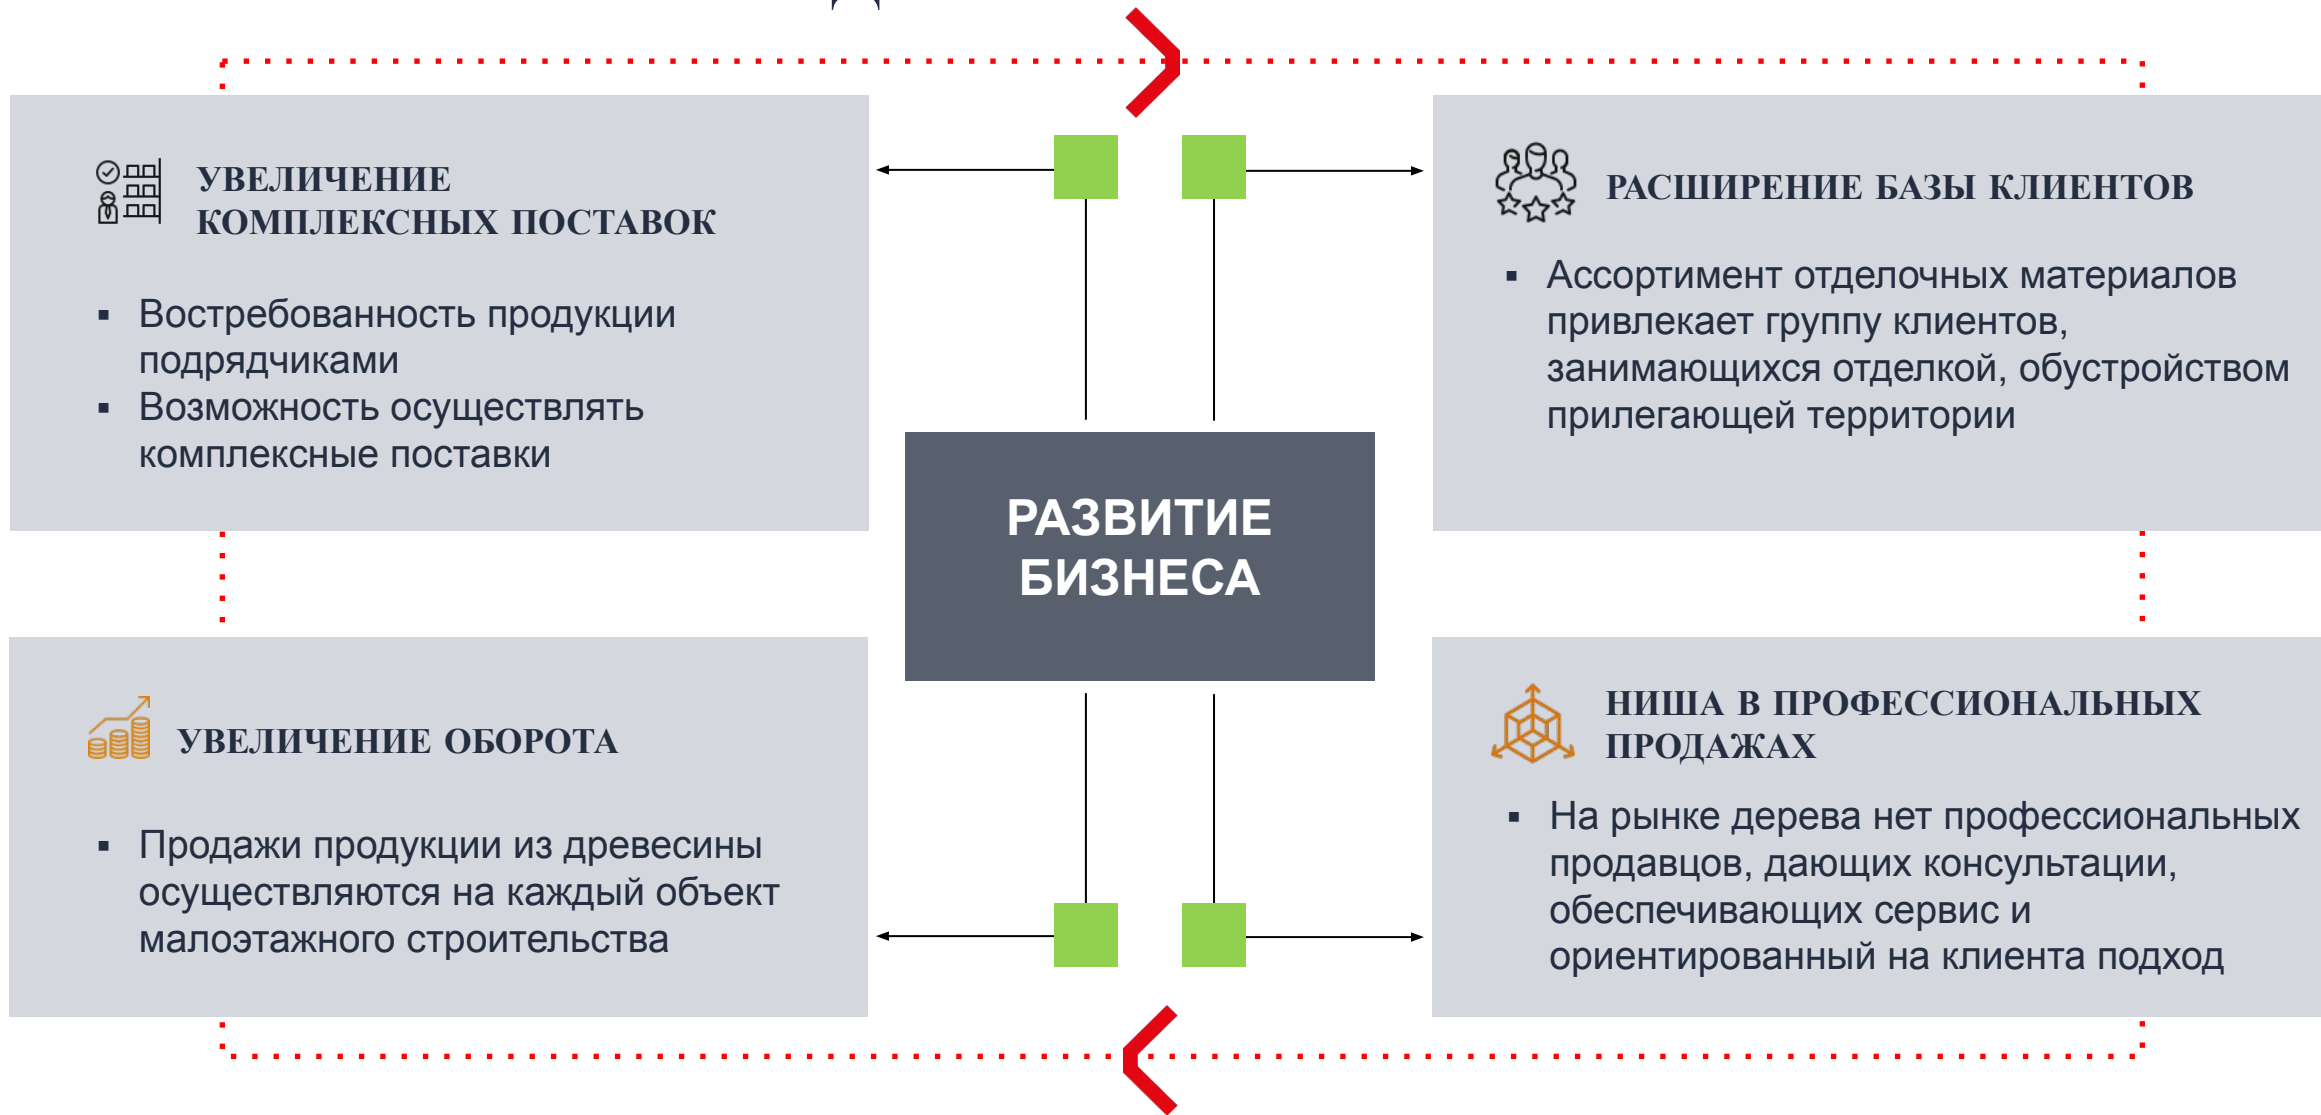 УВЕЛИЧЕНИЕ
КОМПЛЕКСНЫХ ПОСТАВОК
▪ Востребованность продукции
подрядчиками
▪ Возможность осуществлять
комплексные поставки
РАСШИРЕНИЕ БАЗЫ КЛИЕНТОВ
▪ Ассортимент отделочных материалов
привлекает группу клиентов,
занимающихся отделкой, обустройством
прилегающей территории
РАЗВИТИЕ
БИЗНЕСА
УВЕЛИЧЕНИЕ ОБОРОТА
▪ Продажи продукции из древесины
осуществляются на каждый объект
малоэтажного строительства
НИША В ПРОФЕССИОНАЛЬНЫХ
ПРОДАЖАХ
▪ На рынке дерева нет профессиональных
продавцов, дающих консультации,
обеспечивающих сервис и
ориентированный на клиента подход